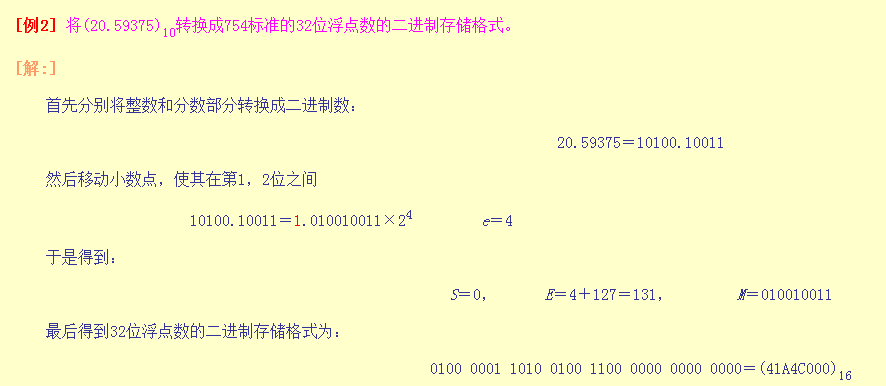 [例2] 将(20.59375)₁₀转换成754标准的32位浮点数的二进制存储格式。
[解:]
首先分别将整数和分数部分转换成二进制数:
20.59375=10100.10011
然后移动小数点，使其在第1，2位之间
10100.10011=1.010010011×2⁴ e=4
于是得到:
S=0， E=4+127=131， M=010010011
最后得到32位浮点数的二进制存储格式为:
0100 0001 1010 0100 1100 0000 0000 0000=(41A4C000)₁₆